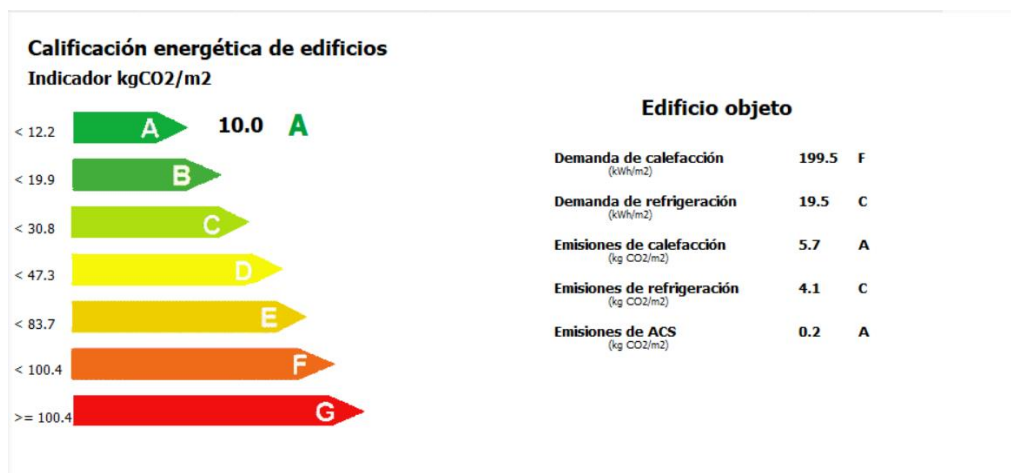 Calificación energética de edificios
Indicador kgCO2/m2
< 12.2 A 10.0 A
< 19.9 B
< 30.8 C
< 47.3 D
< 83.7 E
< 100.4 F
>= 100.4 G
Edificio objeto
Demanda de calefacción 199.5 F
(kWh/m2)
Demanda de refrigeración 19.5 C
(kWh/m2)
Emisiones de calefacción 5.7 A
(kg CO2/m2)
Emisiones de refrigeración 4.1 C
(kg CO2/m2)
Emisiones de ACS 0.2 A
(kg CO2/m2)